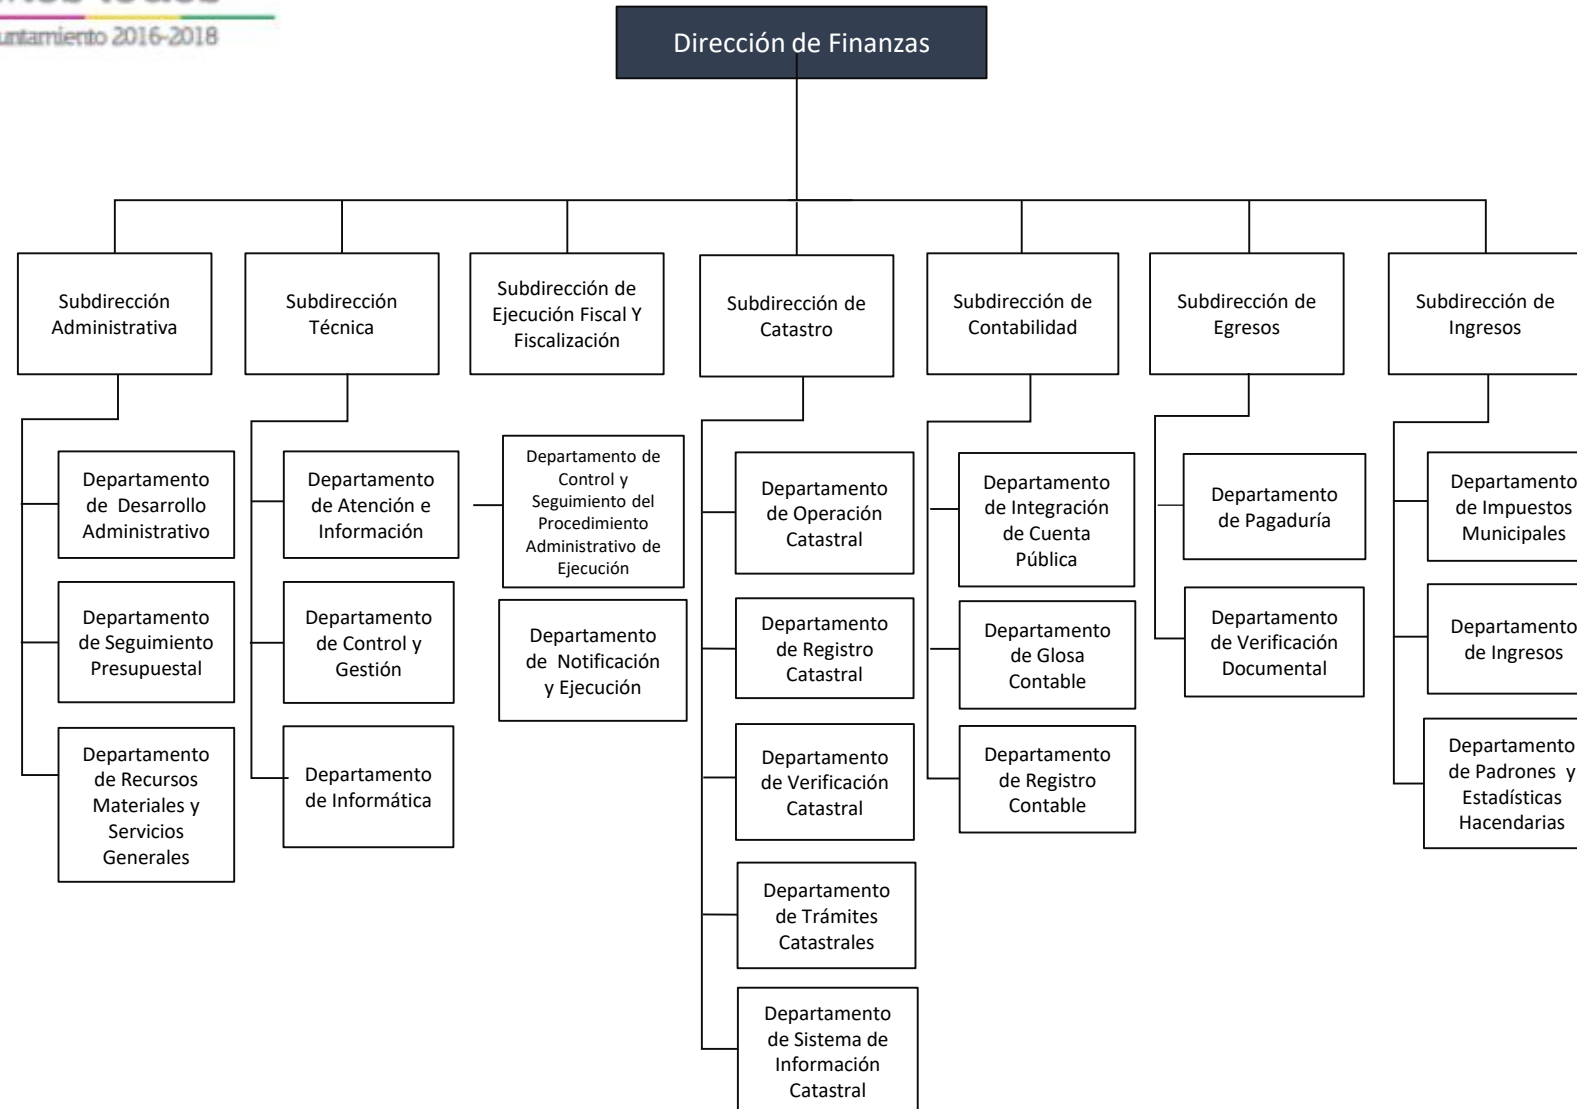 Ayuntamiento 2016-2018
Dirección de Finanzas
Subdirección
Administrativa
Subdirección
Técnica
Subdirección de
Ejecución Fiscal Y
Fiscalización
Subdirección de
Catastro
Subdirección de
Contabilidad
Subdirección de
Egresos
Subdirección de
Ingresos
Departamento
de Desarrollo
Administrativo
Departamento
de Seguimiento
Presupuestal
Departamento
de Recursos
Materiales y
Servicios
Generales
Departamento
de Atención e
Información
Departamento
de Control y
Gestión
Departamento
de Informática
Departamento de
Control y
Seguimiento del
Procedimiento
Administrativo de
Ejecución
Departamento
de Notificación
y Ejecución
Departamento
de Operación
Catastral
Departamento
de Registro
Catastral
Departamento
de Verificación
Catastral
Departamento
de Trámites
Catastrales
Departamento
de Sistema de
Información
Catastral
Departamento
de Integración
de Cuenta
Pública
Departamento
de Glosa
Contable
Departamento
de Registro
Contable
Departamento
de Pagaduría
Departamento
de Verificación
Documental
Departamento
de Impuestos
Municipales
Departamento
de Ingresos
Departamento
de Padrones y
Estadísticas
Hacendarias